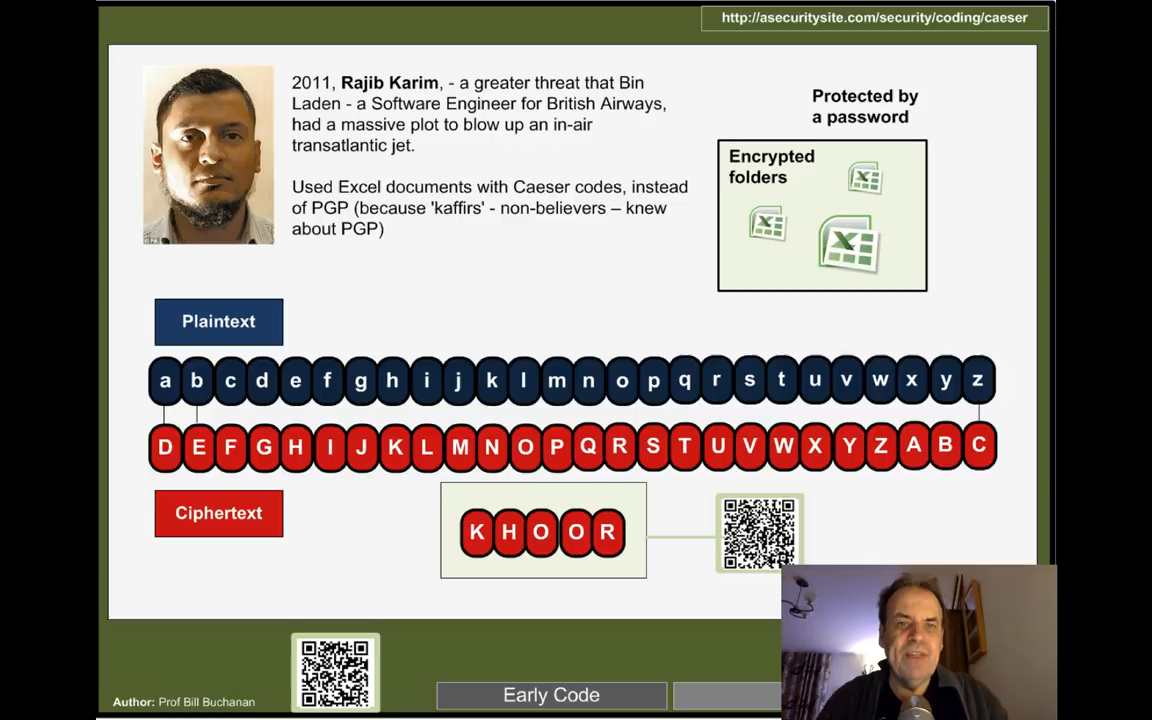 http://asecuritysite.com/security/coding/caeser
2011, Rajib Karim, - a greater threat that Bin
Laden - a Software Engineer for British Airways,
had a massive plot to blow up an in-air
transatlantic jet.
Used Excel documents with Caeser codes, instead
of PGP (because 'kaffirs' - non-believers – knew
about PGP)
Protected by
a password
Encrypted
folders
Plaintext
a b c d e f g h i j k l m n o p q r s t u v w x y z
D E F G H I J K L M N O P Q R S T U V W X Y Z A B C
Ciphertext
K H O O R
Author: Prof Bill Buchanan
Early Code